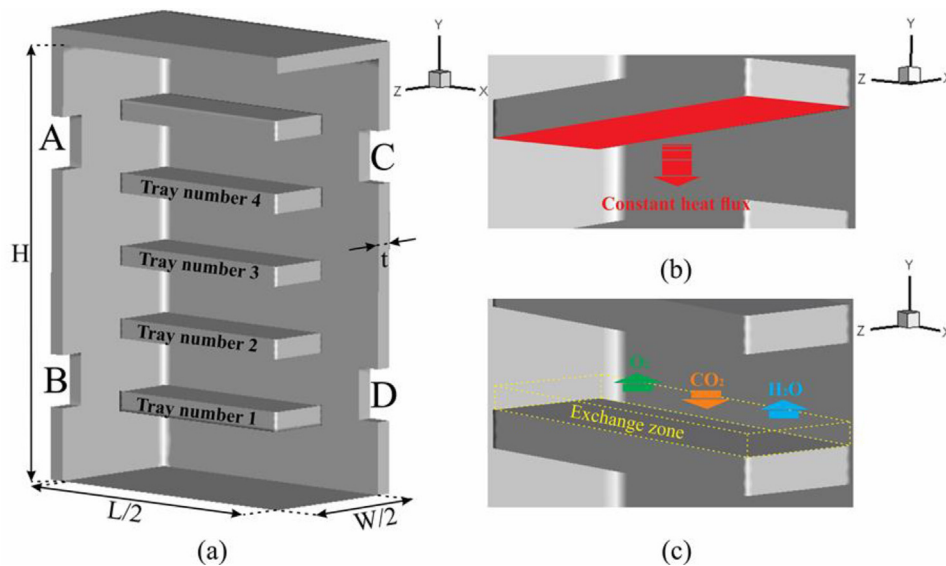 (a)
Y
Z
X
A
C
Tray number 4
H
Tray number 3
t
Tray number 2
B
D
Tray number 1
L/2
W/2
Y
Z
X
Constant heat flux
(b)
Y
Z
X
O₂
CO₂
H₂O
Exchange zone
(c)
(a)